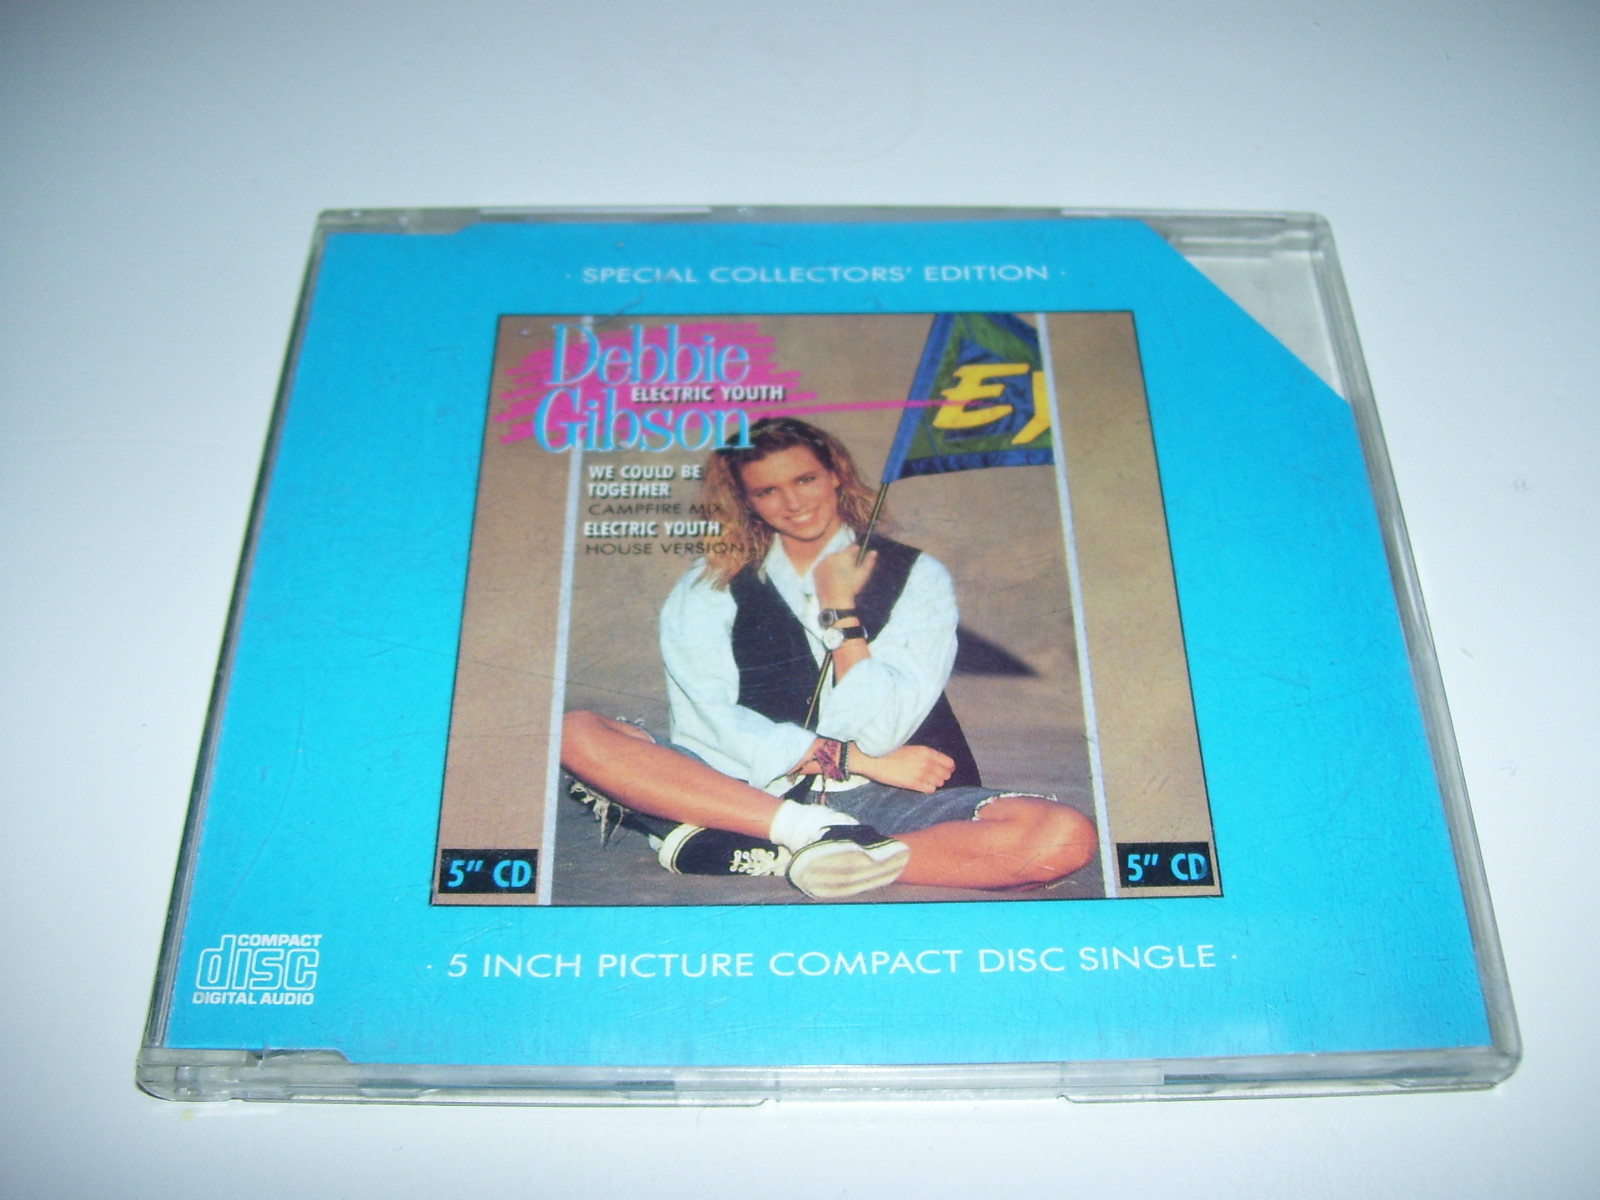 · SPECIAL COLLECTORS' EDITION ·
Debbie
ELECTRIC YOUTH
Gibson
EY
WE COULD BE
TOGETHER
CAMPFIRE MIX
ELECTRIC YOUTH
HOUSE VERSION
5" CD
5" CD
COMPACT
disc
DIGITAL AUDIO
· 5 INCH PICTURE COMPACT DISC SINGLE ·